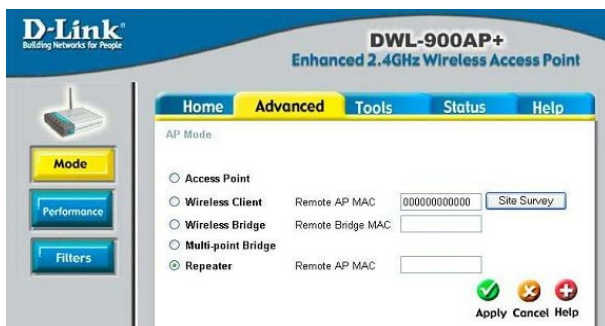 D-Link
Building Networks for People
DWL-900AP+
Enhanced 2.4GHz Wireless Access Point
Home Advanced Tools Status Help
Mode
Performance
Filters
AP Mode
Access Point
Wireless Client Remote AP MAC 000000000000 Site Survey
Wireless Bridge Remote Bridge MAC
Multi-point Bridge
Repeater Remote AP MAC
Apply Cancel Help